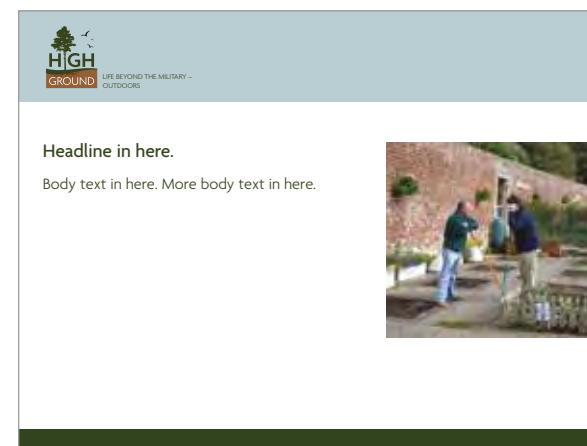 HIGH
GROUND
LIFE BEYOND THE MILITARY –
OUTDOORS
Headline in here.
Body text in here. More body text in here.